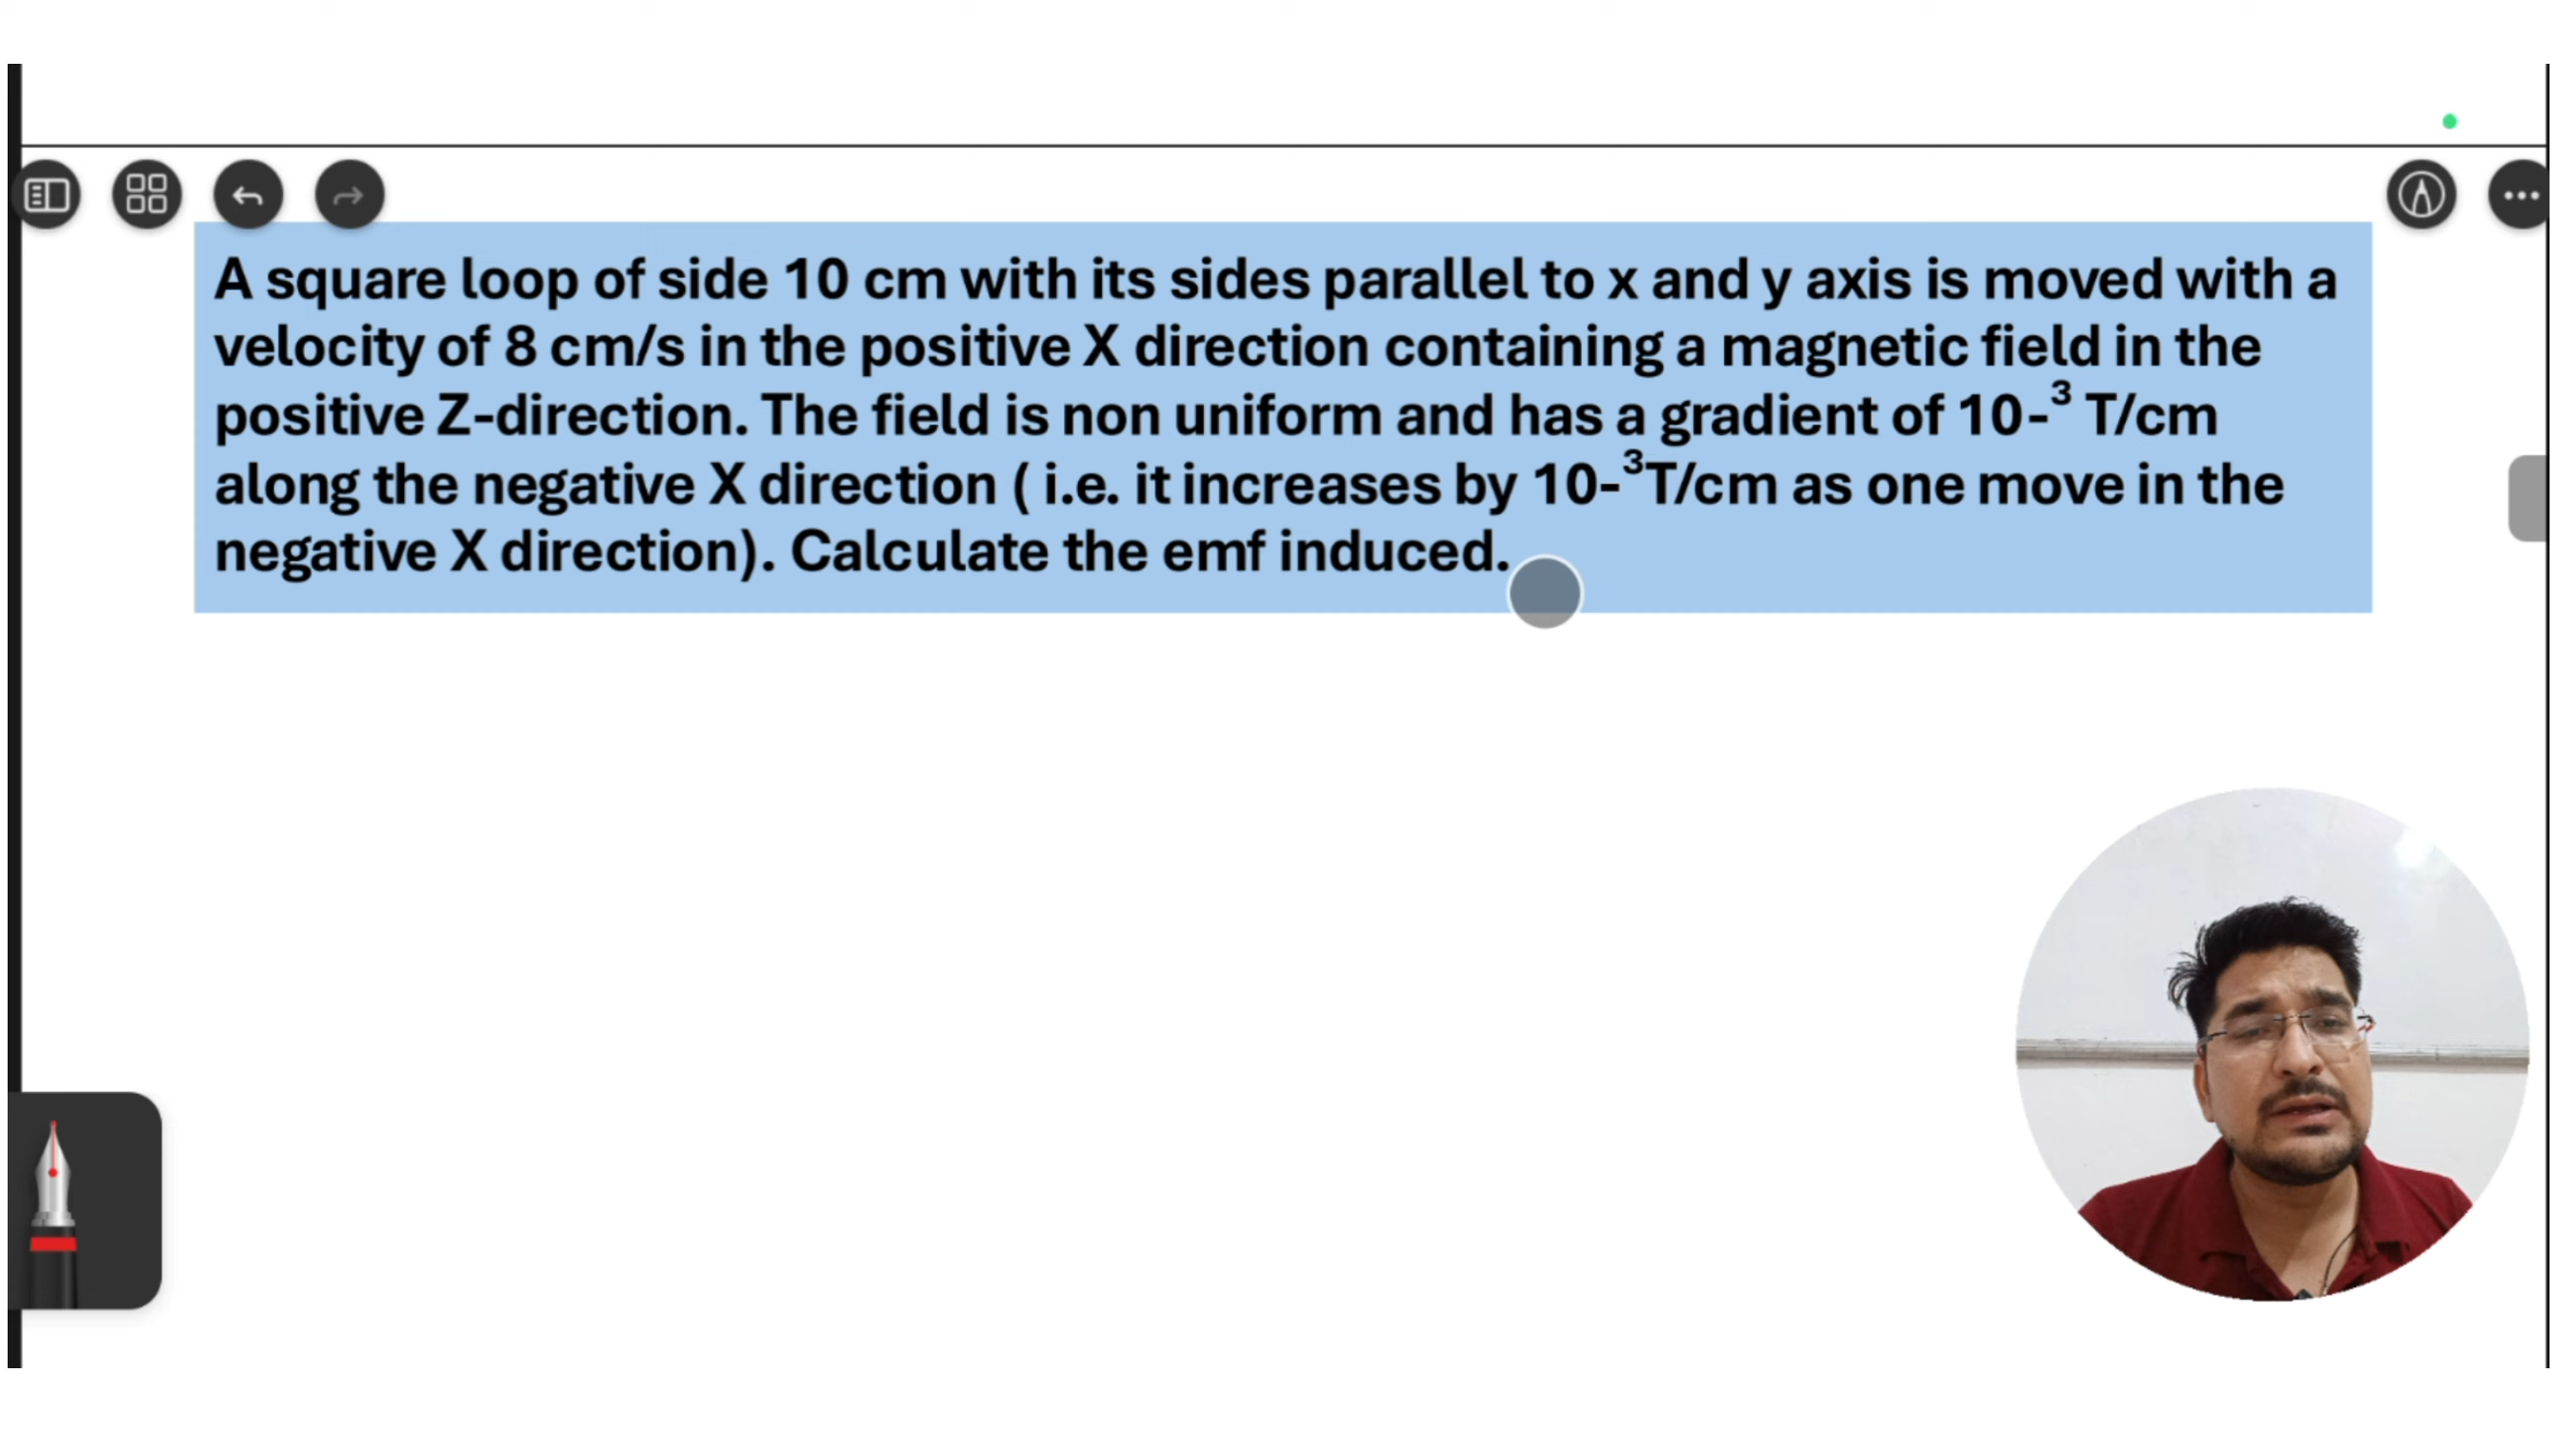 A square loop of side 10 cm with its sides parallel to x and y axis is moved with a
velocity of 8 cm/s in the positive X direction containing a magnetic field in the
positive Z-direction. The field is non uniform and has a gradient of 10-³ T/cm
along the negative X direction ( i.e. it increases by 10-³T/cm as one move in the
negative X direction). Calculate the emf induced.